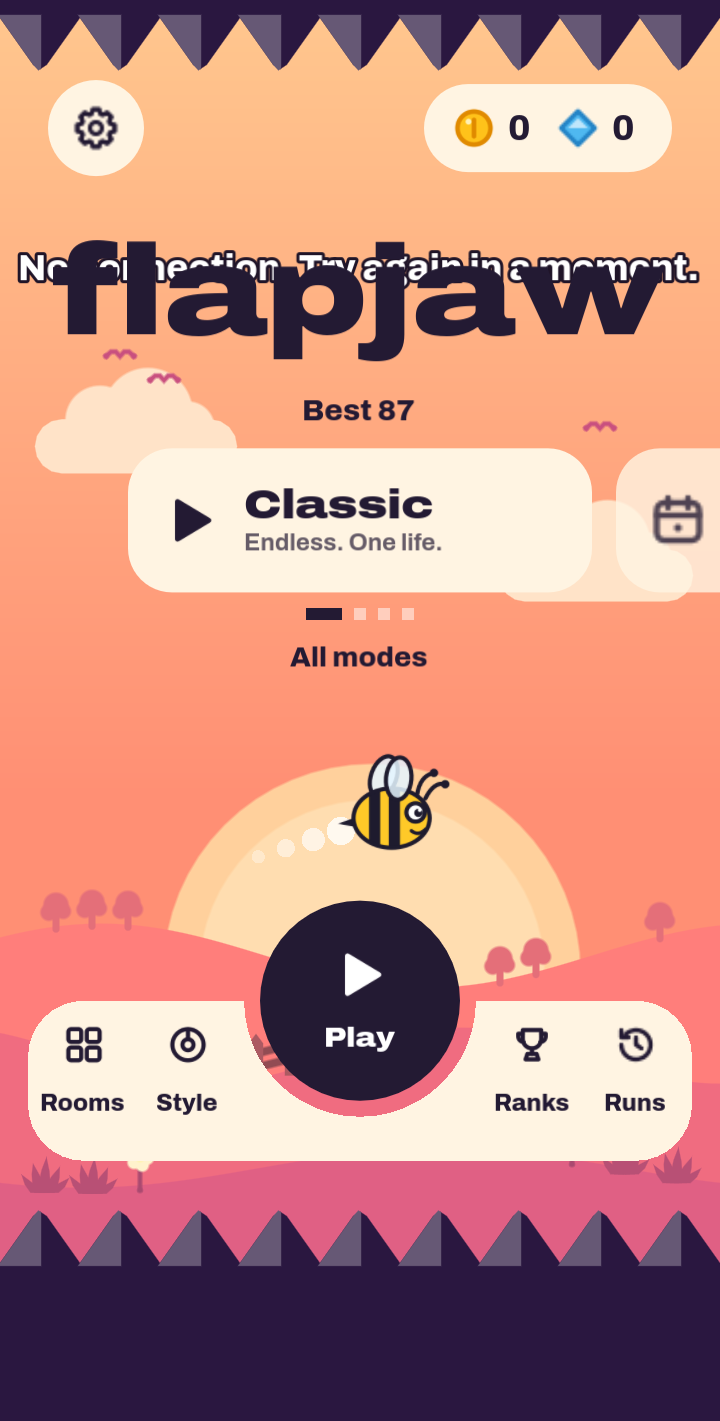 0 0
No connection. Try again in a moment.
flapjaw
Best 87
Classic
Endless. One life.
All modes
Play
Rooms Style Ranks Runs